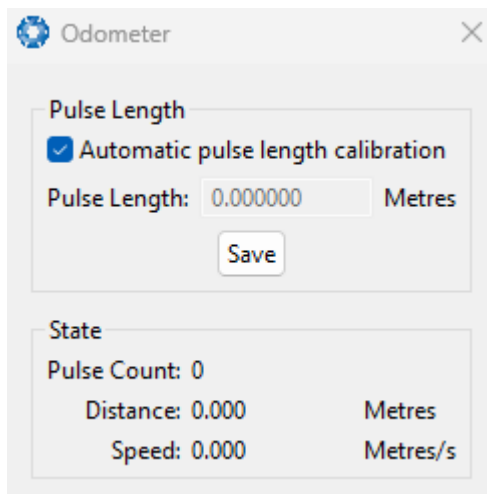 Odometer
Pulse Length
Automatic pulse length calibration
Pulse Length: 0.000000 Metres
Save
State
Pulse Count: 0
Distance: 0.000 Metres
Speed: 0.000 Metres/s